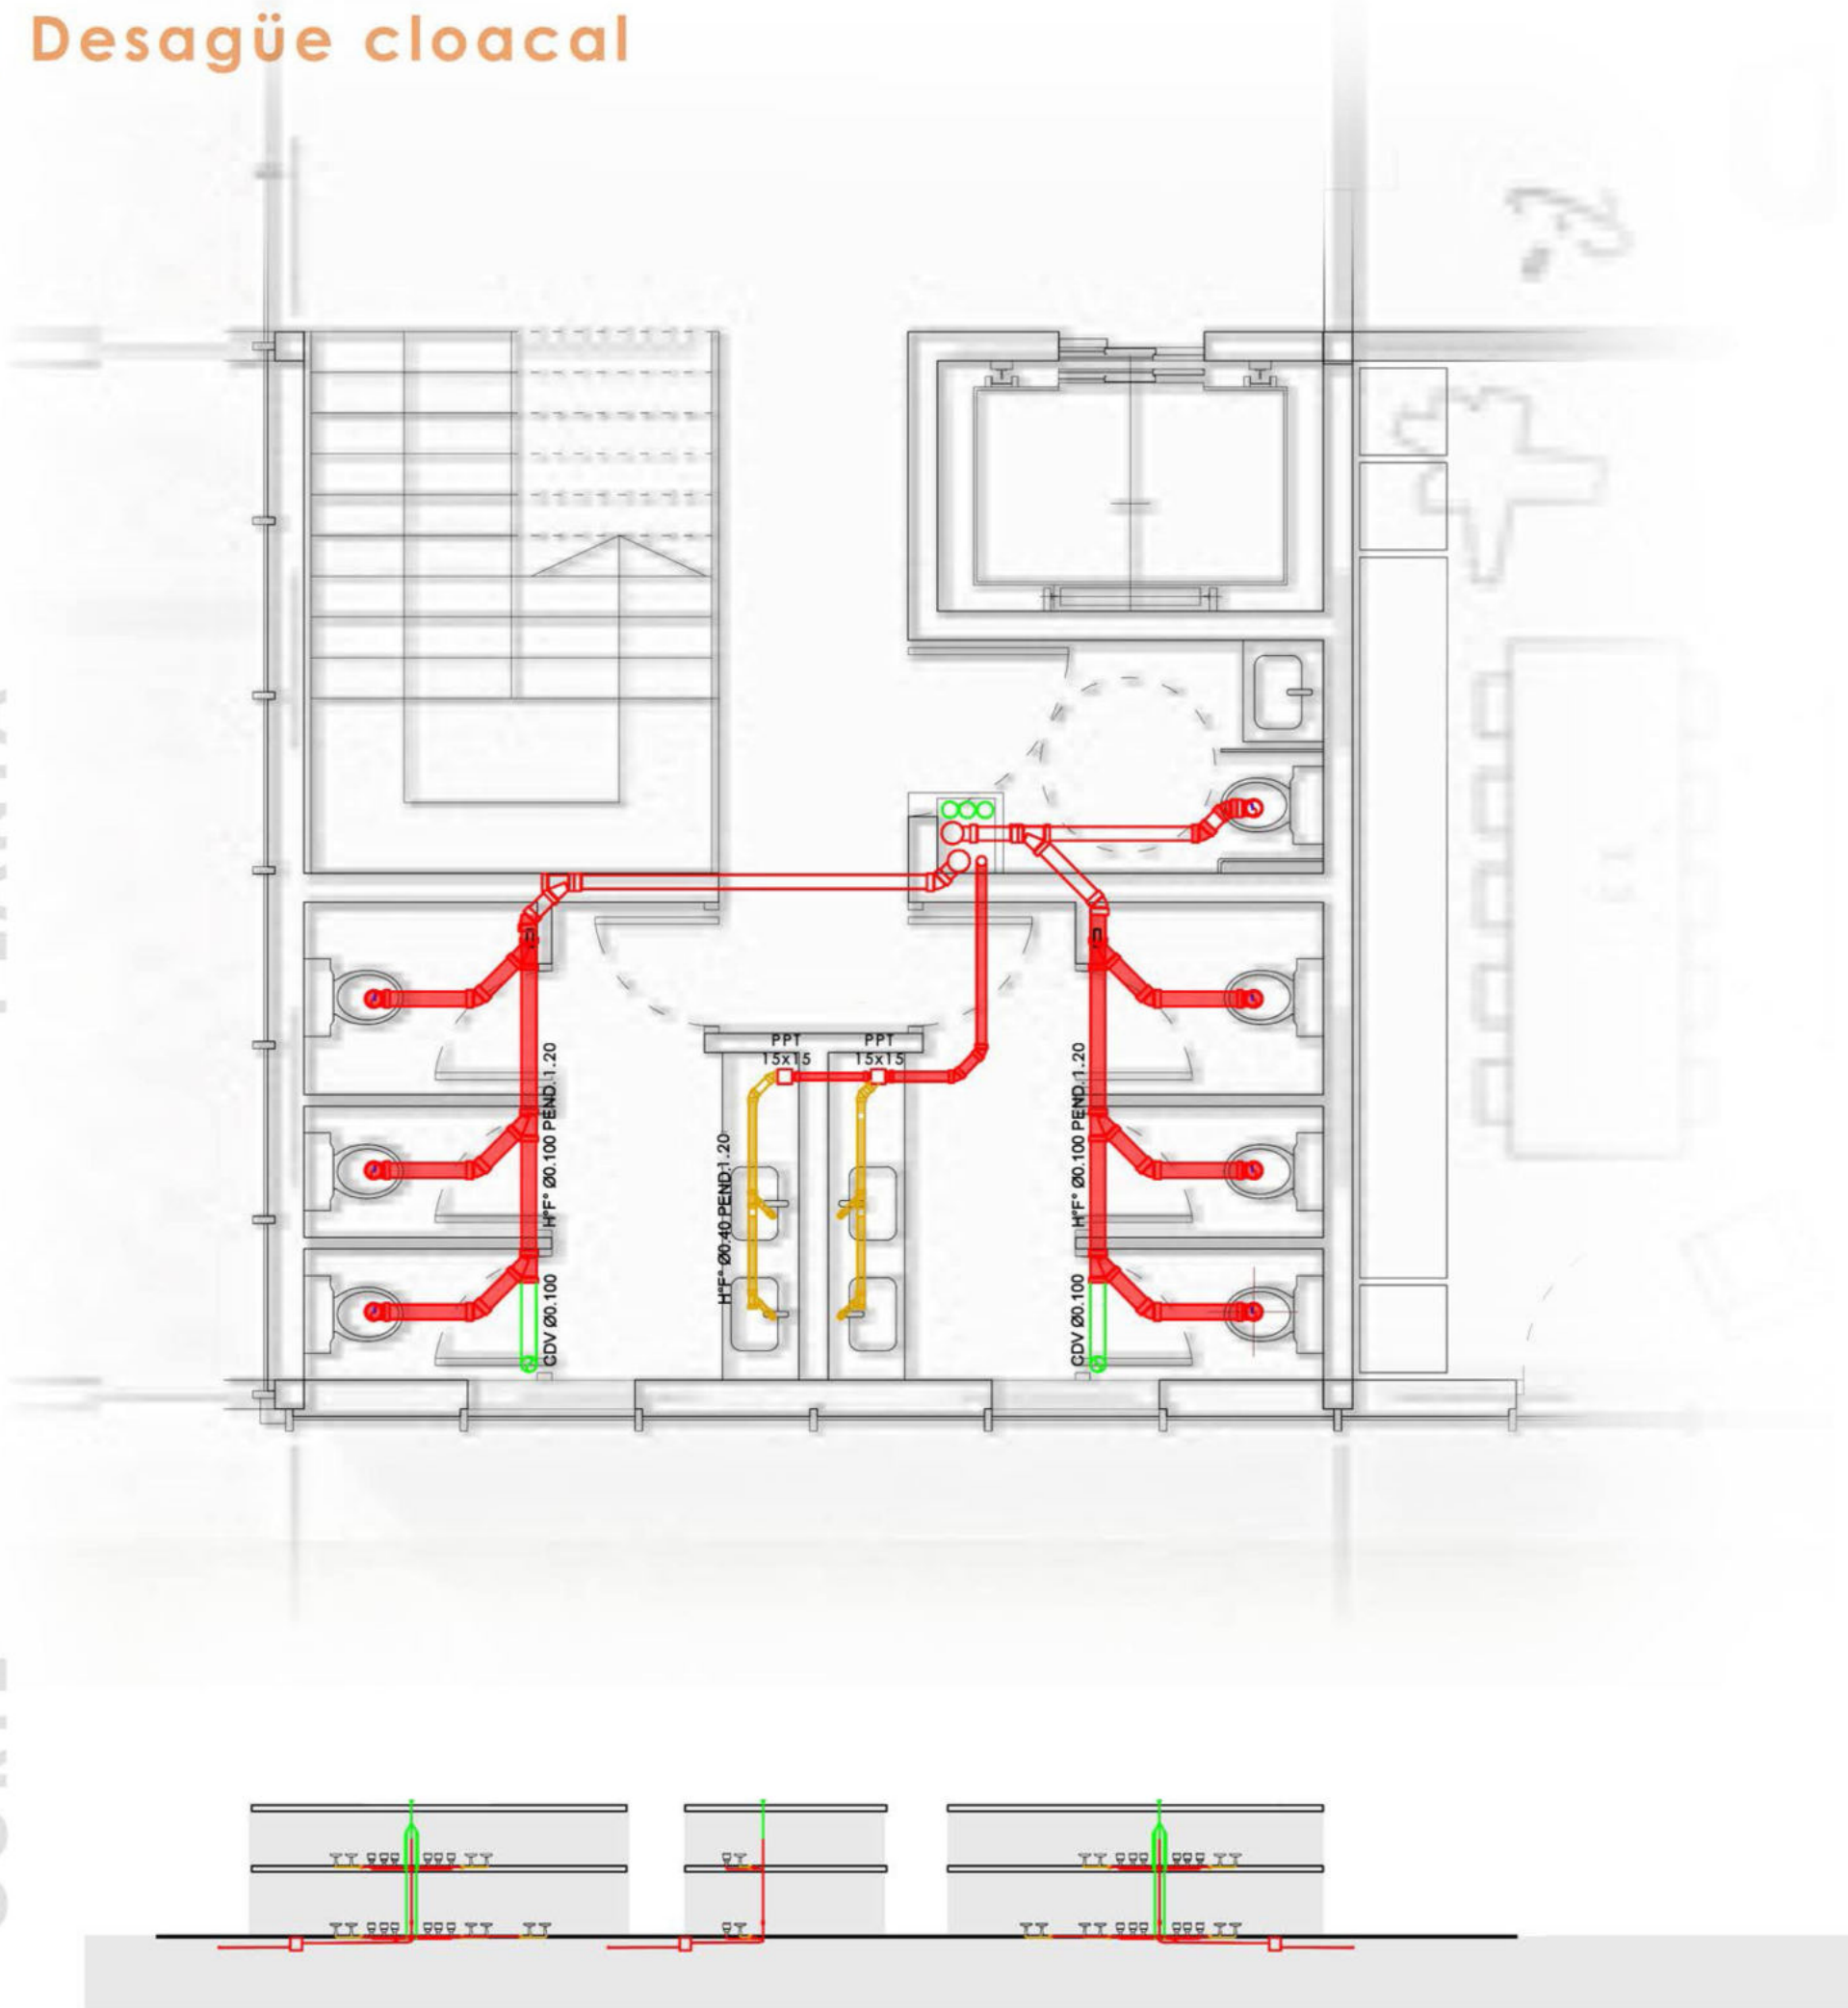 Desagüe cloacal
PPT
15x15
PPT
15x15
H°F° Ø0.100 PEND.1.20
CDV Ø0.100
H°F° Ø0.40 PEND.1.20
H°F° Ø0.100 PEND.1.20
CDV Ø0.100